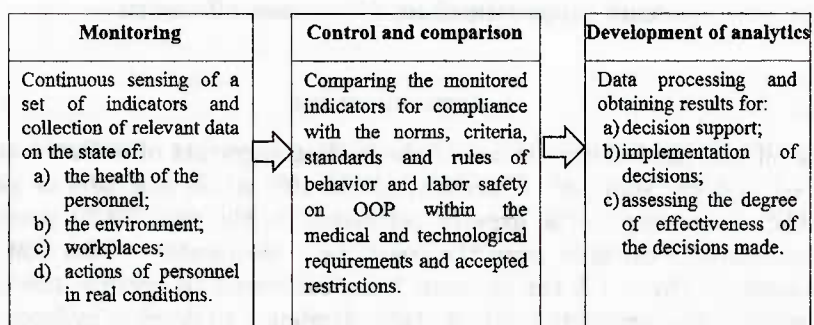 Monitoring
Continuous sensing of a
set of indicators and
collection of relevant data
on the state of:
a) the health of the
personnel;
b) the environment;
c) workplaces;
d) actions of personnel
in real conditions.
Control and comparison
Comparing the monitored
indicators for compliance
with the norms, criteria,
standards and rules of
behavior and labor safety
on OOP within the
medical and technological
requirements and accepted
restrictions.
Development of analytics
Data processing and
obtaining results for:
a) decision support;
b) implementation of
decisions;
c) assessing the degree
of effectiveness of
the decisions made.